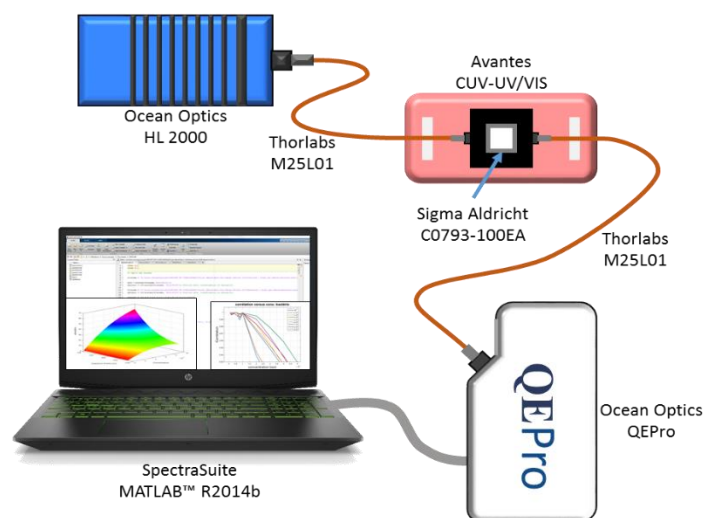 Ocean Optics
HL 2000
Thorlabs
M25L01
Avantes
CUV-UV/VIS
Sigma Aldricht
C0793-100EA
Thorlabs
M25L01
QEPro
Ocean Optics
QEPro
SpectraSuite
MATLAB™ R2014b